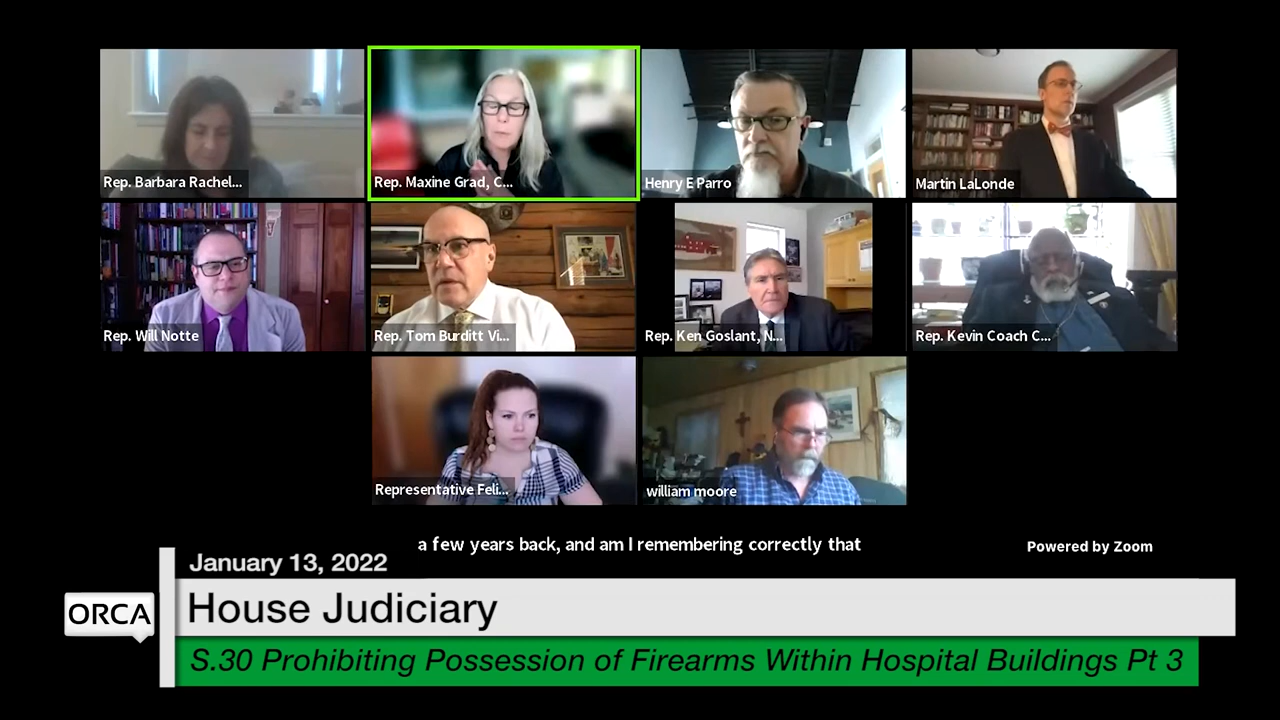 Rep. Barbara Rachel...
Rep. Maxine Grad, C...
Henry E Parro
Martin LaLonde
Rep. Will Notte
Rep. Tom Burditt Vi...
Rep. Ken Goslant, N...
Rep. Kevin Coach C...
Representative Feli...
william moore
a few years back, and am I remembering correctly that
Powered by Zoom
January 13, 2022
ORCA
House Judiciary
S.30 Prohibiting Possession of Firearms Within Hospital Buildings Pt 3